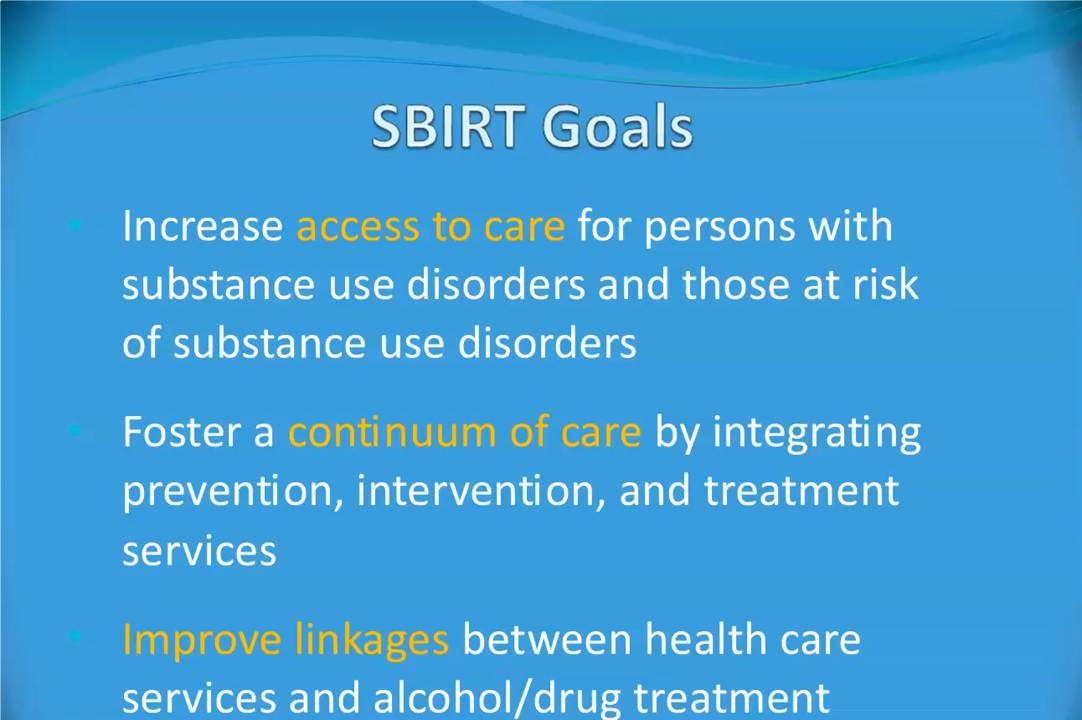 SBIRT Goals
Increase access to care for persons with
substance use disorders and those at risk
of substance use disorders
Foster a continuum of care by integrating
prevention, intervention, and treatment
services
Improve linkages between health care
services and alcohol/drug treatment